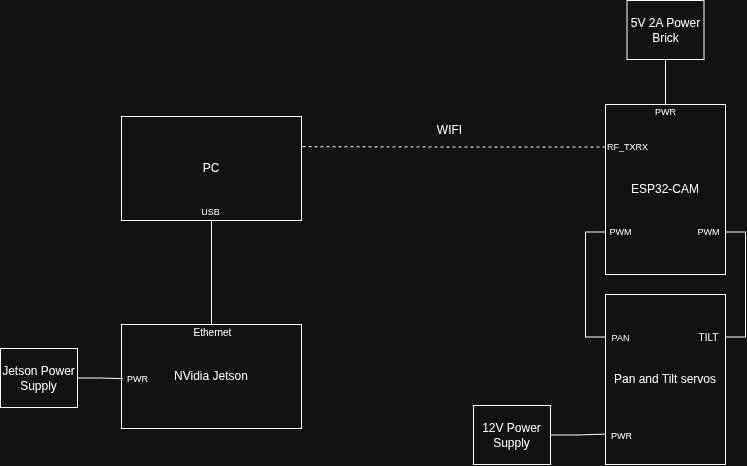 5V 2A Power
Brick
PWR
WIFI
RF_TXRX
PC
ESP32-CAM
USB
PWM
PWM
Ethernet
PAN
TILT
Jetson Power
Supply
PWR
NVidia Jetson
Pan and Tilt servos
12V Power
Supply
PWR